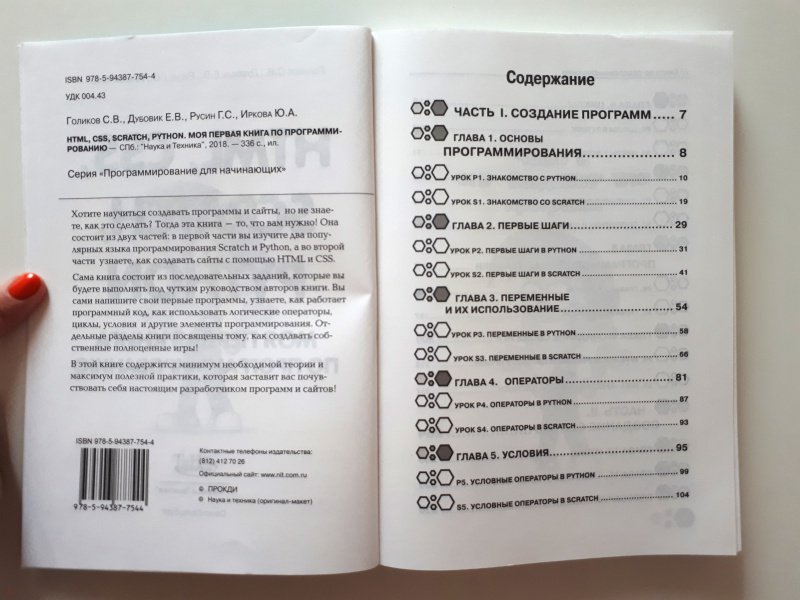 ISBN 978-5-94387-754-4
УДК 004.43
Голиков С.В., Дубовик Е.В., Русин Г.С., Иркова Ю.А.
HTML, CSS, SCRATCH, PYTHON. МОЯ ПЕРВАЯ КНИГА ПО ПРОГРАММИ-
РОВАНИЮ — СПб.: "Наука и Техника", 2018. — 336 с., ил.
Серия «Программирование для начинающих»
Хотите научиться создавать программы и сайты, но не знае-
те, как это сделать? Тогда эта книга — то, что вам нужно! Она
состоит из двух частей: в первой части вы изучите два попу-
лярных языка программирования Scratch и Python, а во второй
части узнаете, как создавать сайты с помощью HTML и CSS.
Сама книга состоит из последовательных заданий, которые вы
будете выполнять под чутким руководством авторов книги. Вы
сами напишите свои первые программы, узнаете, как работает
программный код, как использовать логические операторы,
циклы, условия и другие элементы программирования. От-
дельные разделы книги посвящены тому, как создавать соб-
ственные полноценные игры!
В этой книге содержится минимум необходимой теории и
максимум полезной практики, которая заставит вас почув-
ствовать себя настоящим разработчиком программ и сайтов!
ISBN 978-5-94387-754-4
9 785943 877544
Контактные телефоны издательства:
(812) 412 70 26
Официальный сайт: www.nit.com.ru
© ПРОКДИ
© Наука и техника (оригинал-макет)
Содержание
ЧАСТЬ I. СОЗДАНИЕ ПРОГРАММ ..... 7
ГЛАВА 1. ОСНОВЫ
ПРОГРАММИРОВАНИЯ ..... 8
УРОК P1. ЗНАКОМСТВО С PYTHON ..... 10
УРОК S1. ЗНАКОМСТВО СО SCRATCH ..... 19
ГЛАВА 2. ПЕРВЫЕ ШАГИ ..... 29
УРОК P2. ПЕРВЫЕ ШАГИ В PYTHON ..... 31
УРОК S2. ПЕРВЫЕ ШАГИ В SCRATCH ..... 41
ГЛАВА 3. ПЕРЕМЕННЫЕ
И ИХ ИСПОЛЬЗОВАНИЕ ..... 54
УРОК P3. ПЕРЕМЕННЫЕ В PYTHON ..... 58
УРОК S3. ПЕРЕМЕННЫЕ В SCRATCH ..... 66
ГЛАВА 4. ОПЕРАТОРЫ ..... 81
УРОК P4. ОПЕРАТОРЫ В PYTHON ..... 87
УРОК S4. ОПЕРАТОРЫ В SCRATCH ..... 93
ГЛАВА 5. УСЛОВИЯ ..... 95
P5. УСЛОВНЫЕ ОПЕРАТОРЫ В PYTHON ..... 99
S5. УСЛОВНЫЕ ОПЕРАТОРЫ В SCRATCH ..... 104